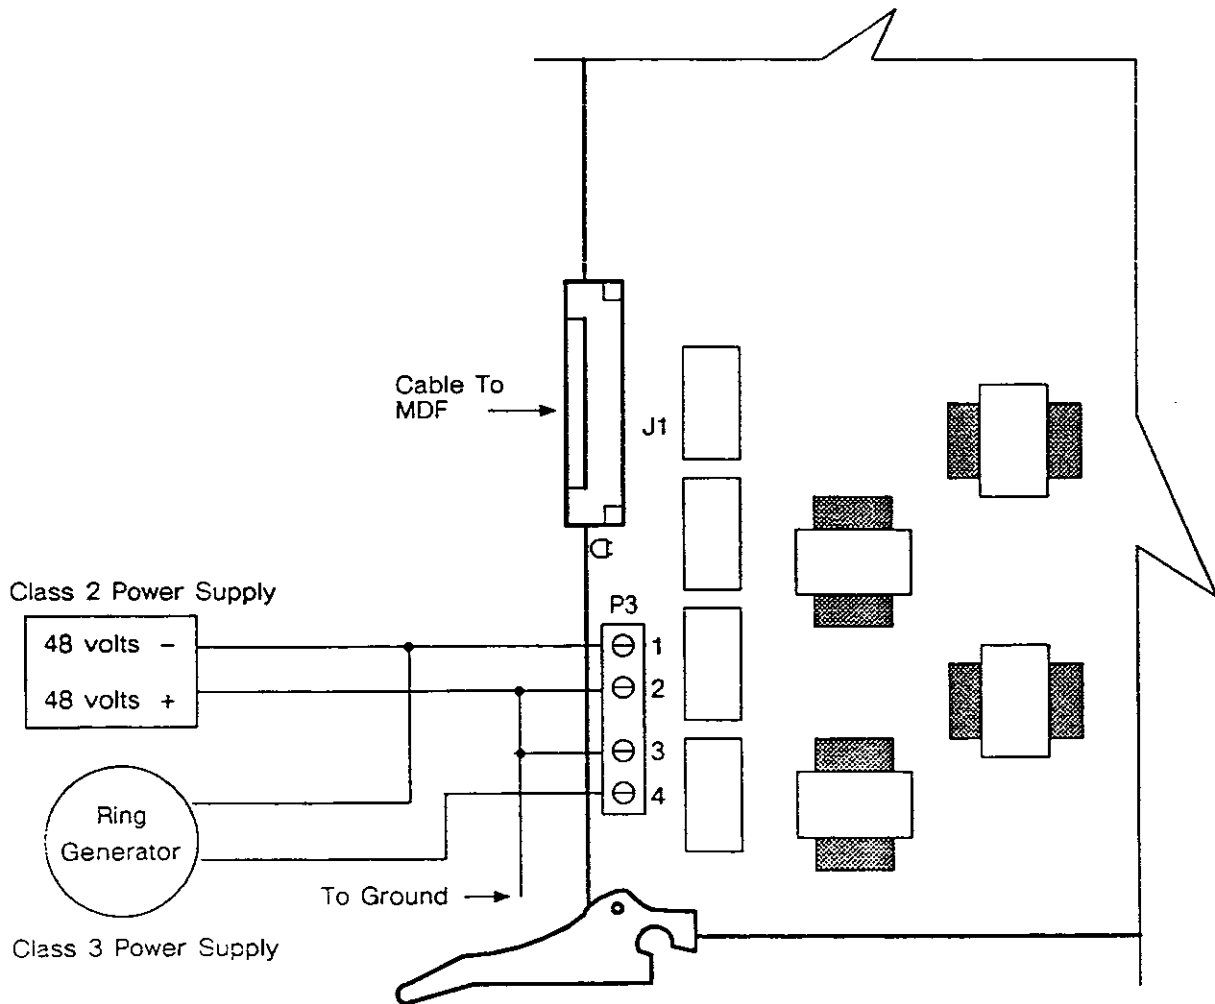 Cable To
MDF
J1
Class 2 Power Supply
P3
48 volts −
1
48 volts +
2
3
4
Ring
Generator
To Ground
Class 3 Power Supply